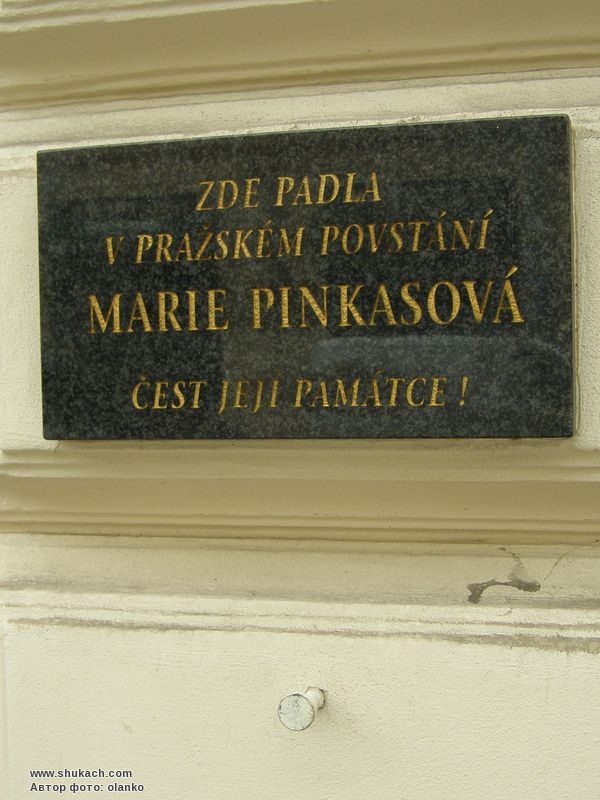 ZDE PADLA
V PRAŽSKÉM POVSTÁNÍ
MARIE PINKASOVÁ
ČEST JEJÍ PAMÁTCE !
www.shukach.com
Автор фото: olanko